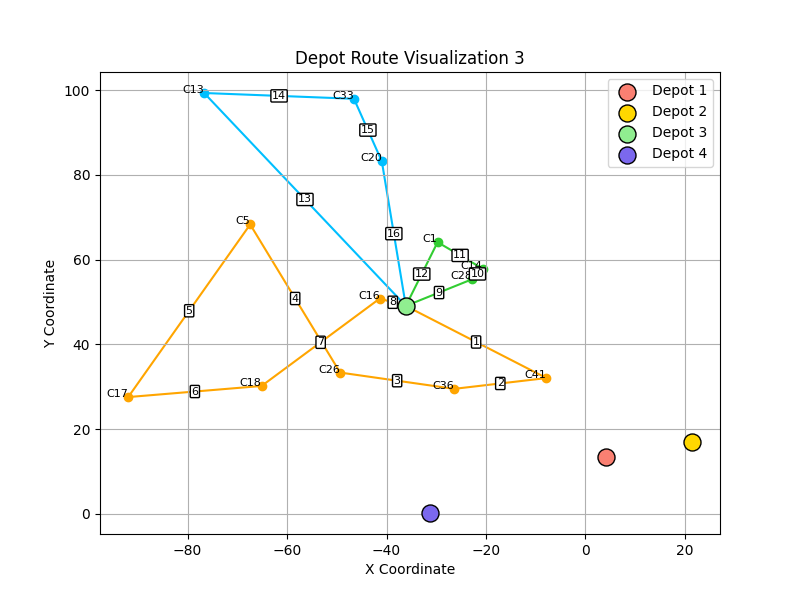 Depot Route Visualization 3
Depot 1
Depot 2
Depot 3
Depot 4
Y Coordinate
100
80
60
40
20
0
C13
14
C33
15
C20
13
16
C5
C1
11
C14
12
C28
10
9
4
C16
8
5
7
1
C26
C41
C18
3
C36
2
C17
6
−80
−60
−40
−20
0
20
X Coordinate